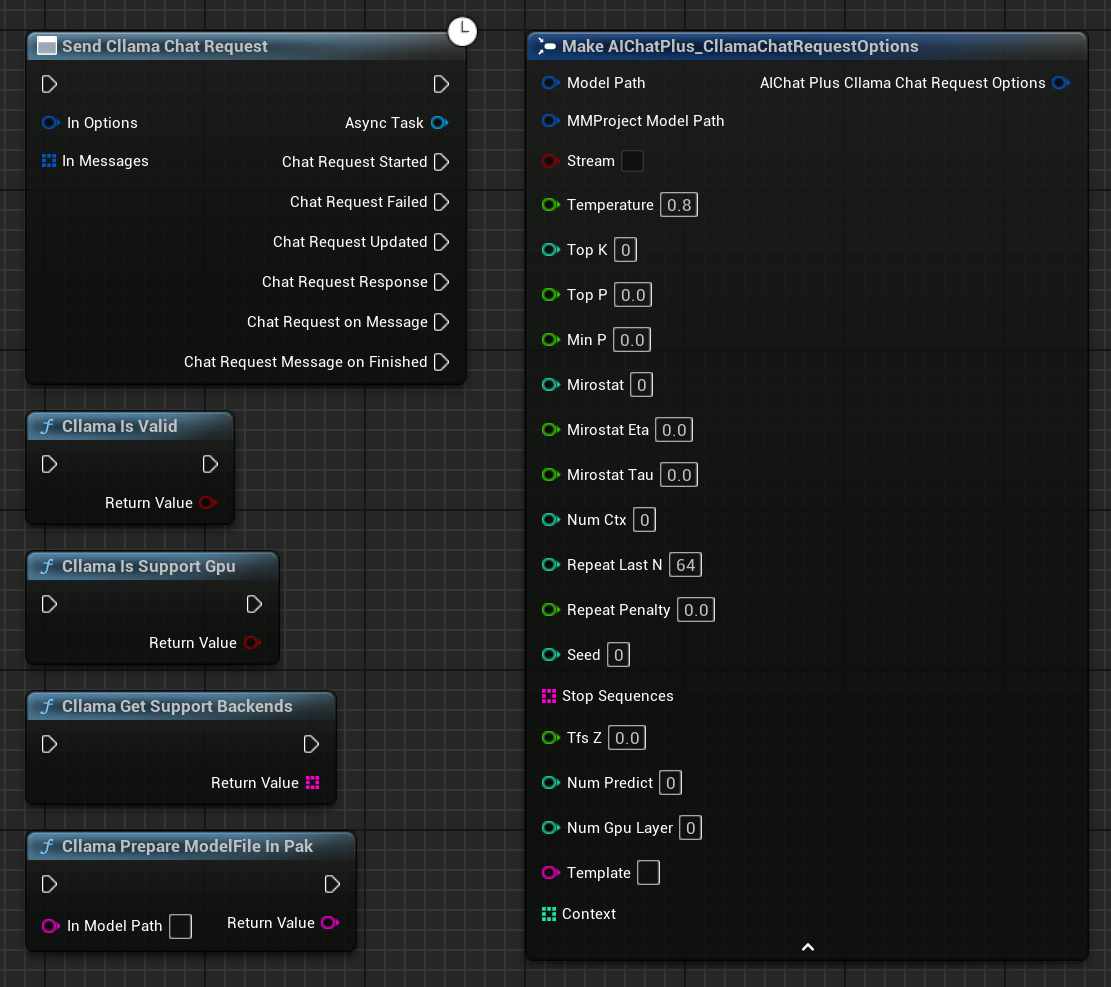 Send Cllama Chat Request
In Options
Async Task
In Messages
Chat Request Started
Chat Request Failed
Chat Request Updated
Chat Request Response
Chat Request on Message
Chat Request Message on Finished
Cllama Is Valid
Return Value
Cllama Is Support Gpu
Return Value
Cllama Get Support Backends
Return Value
Cllama Prepare ModelFile In Pak
In Model Path
Return Value
Make AIChatPlus_CllamaChatRequestOptions
Model Path
AIChat Plus Cllama Chat Request Options
MMProject Model Path
Stream
Temperature 0.8
Top K 0
Top P 0.0
Min P 0.0
Mirostat 0
Mirostat Eta 0.0
Mirostat Tau 0.0
Num Ctx 0
Repeat Last N 64
Repeat Penalty 0.0
Seed 0
Stop Sequences
Tfs Z 0.0
Num Predict 0
Num Gpu Layer 0
Template
Context